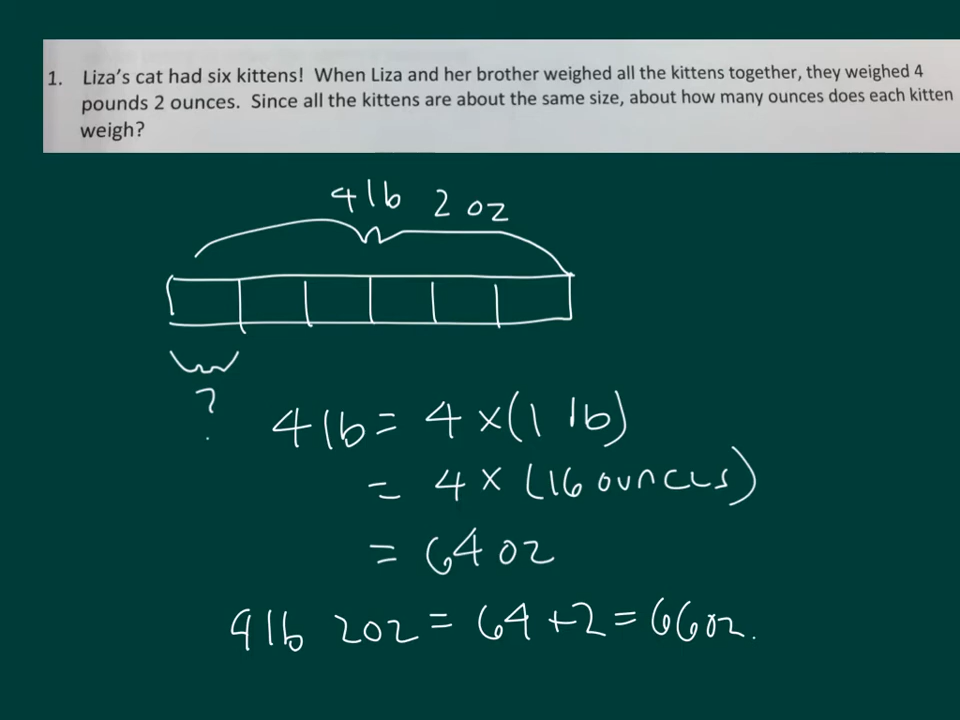 1. Liza's cat had six kittens! When Liza and her brother weighed all the kittens together, they weighed 4
pounds 2 ounces. Since all the kittens are about the same size, about how many ounces does each kitten
weigh?
4 lb 2 oz
?
4 lb = 4 × (1 lb)
= 4 × (16 ounces)
= 64 oz
4 lb 2 oz = 64 + 2 = 66 oz.